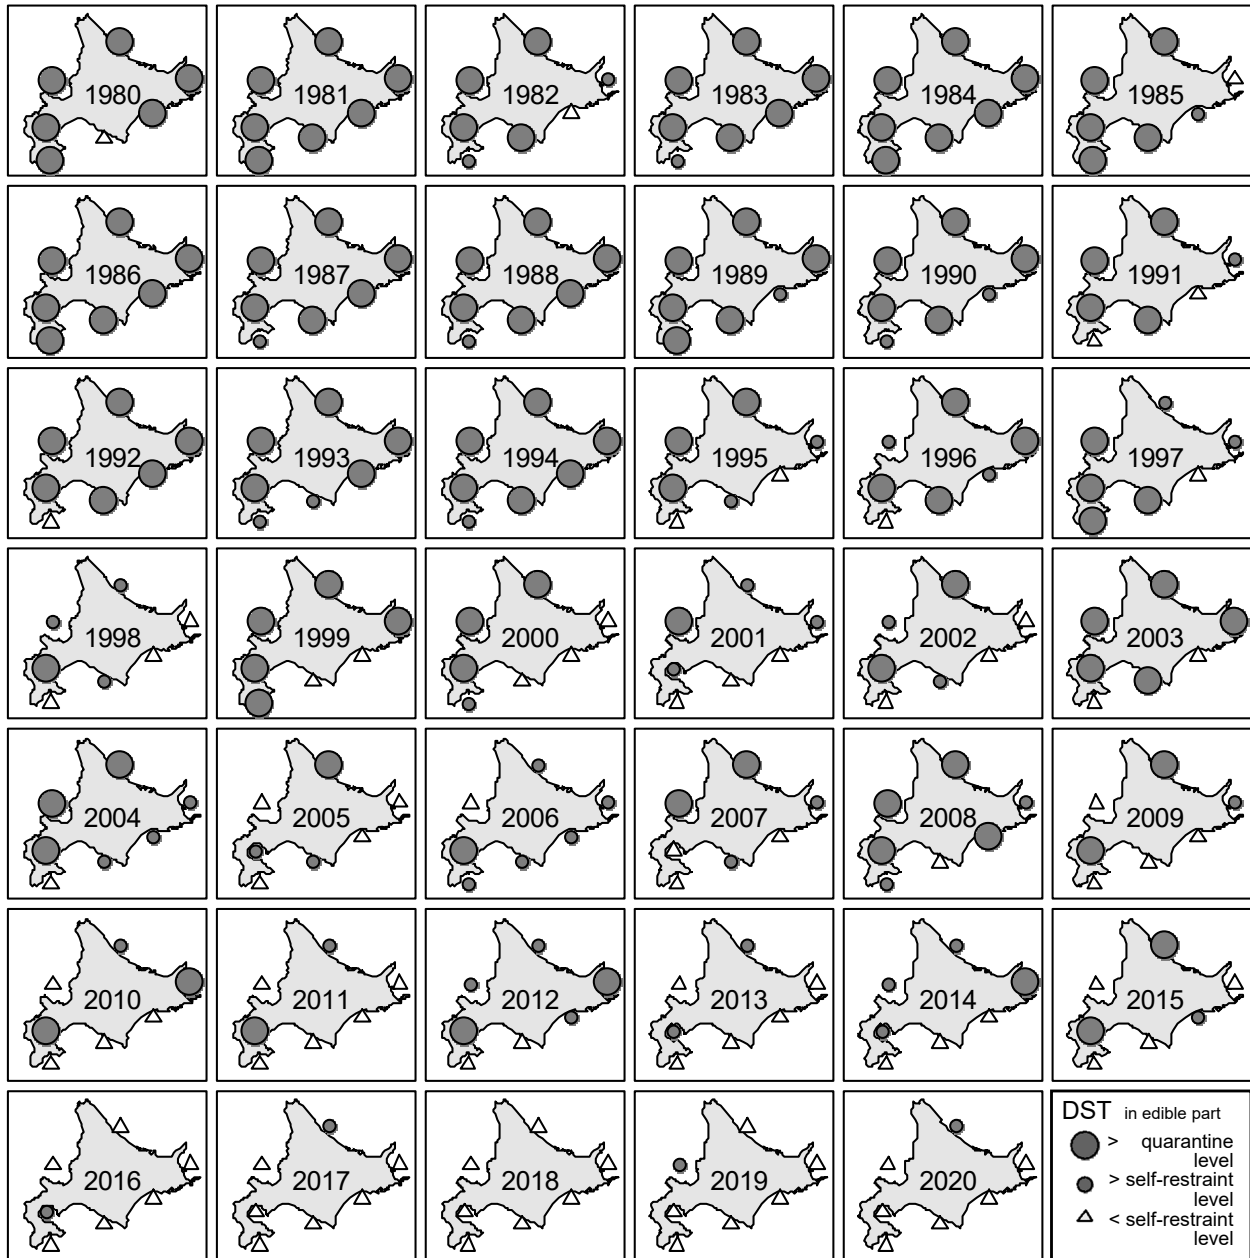 1980 1981 1982 1983 1984 1985
1986 1987 1988 1989 1990 1991
1992 1993 1994 1995 1996 1997
1998 1999 2000 2001 2002 2003
2004 2005 2006 2007 2008 2009
2010 2011 2012 2013 2014 2015
2016 2017 2018 2019 2020
DST in edible part
> quarantine
level
> self-restraint
level
< self-restraint
level